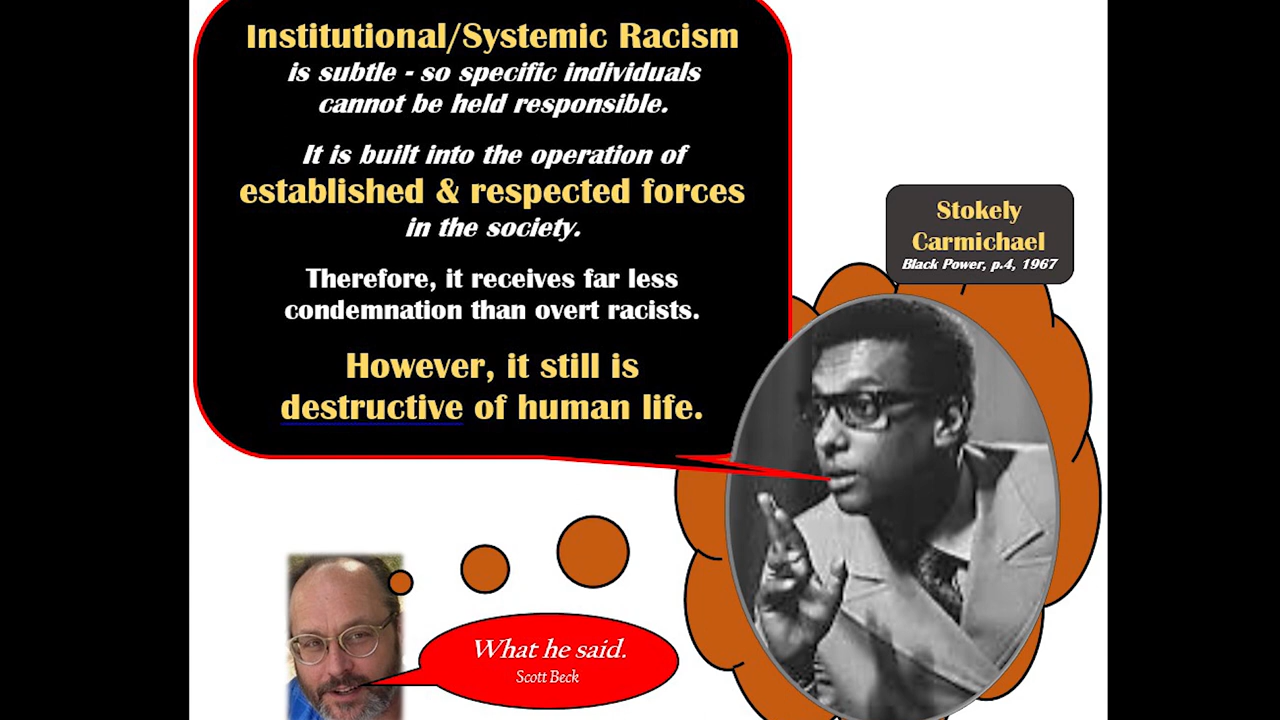 Institutional/Systemic Racism
is subtle - so specific individuals
cannot be held responsible.
It is built into the operation of
established & respected forces
in the society.
Therefore, it receives far less
condemnation than overt racists.
However, it still is
destructive of human life.
Stokely
Carmichael
Black Power, p.4, 1967
What he said.
Scott Beck